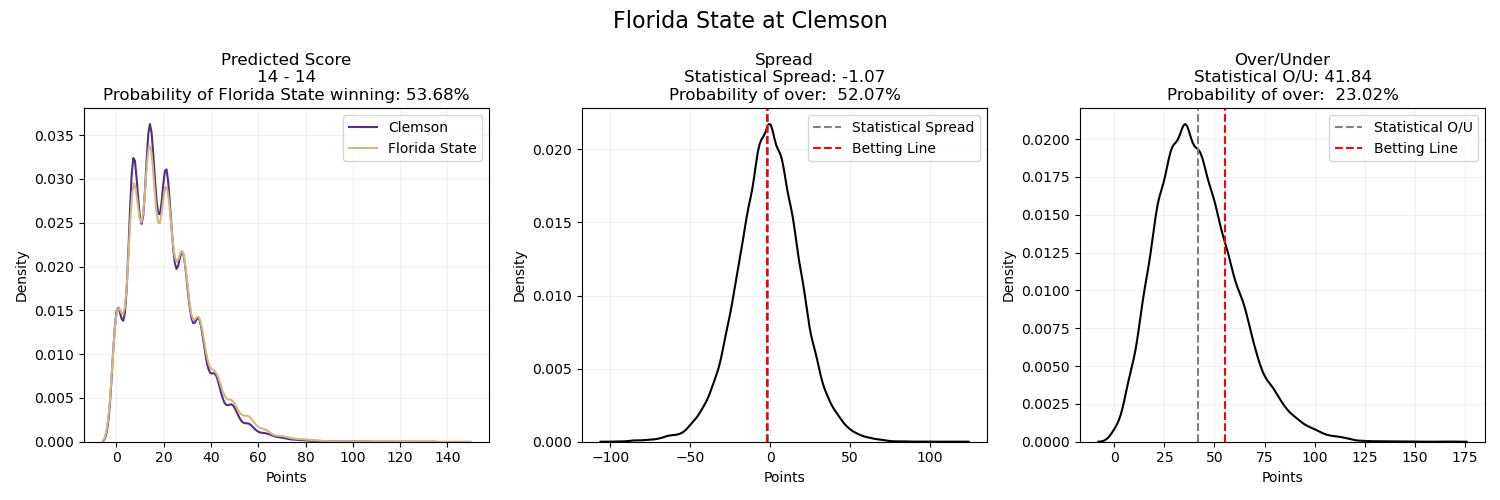 Florida State at Clemson
Predicted Score
14 - 14
Probability of Florida State winning: 53.68%
Clemson
Florida State
0.035
0.030
0.025
0.020
0.015
0.010
0.005
0.000
Density
0 20 40 60 80 100 120 140
Points
Spread
Statistical Spread: -1.07
Probability of over: 52.07%
Statistical Spread
Betting Line
0.020
0.015
0.010
0.005
0.000
Density
−100 −50 0 50 100
Points
Over/Under
Statistical O/U: 41.84
Probability of over: 23.02%
Statistical O/U
Betting Line
0.0200
0.0175
0.0150
0.0125
0.0100
0.0075
0.0050
0.0025
0.0000
Density
0 25 50 75 100 125 150 175
Points